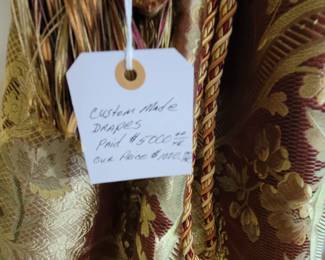 Custom Made
Drapes
Paid $5000.00
our Price $1000.00